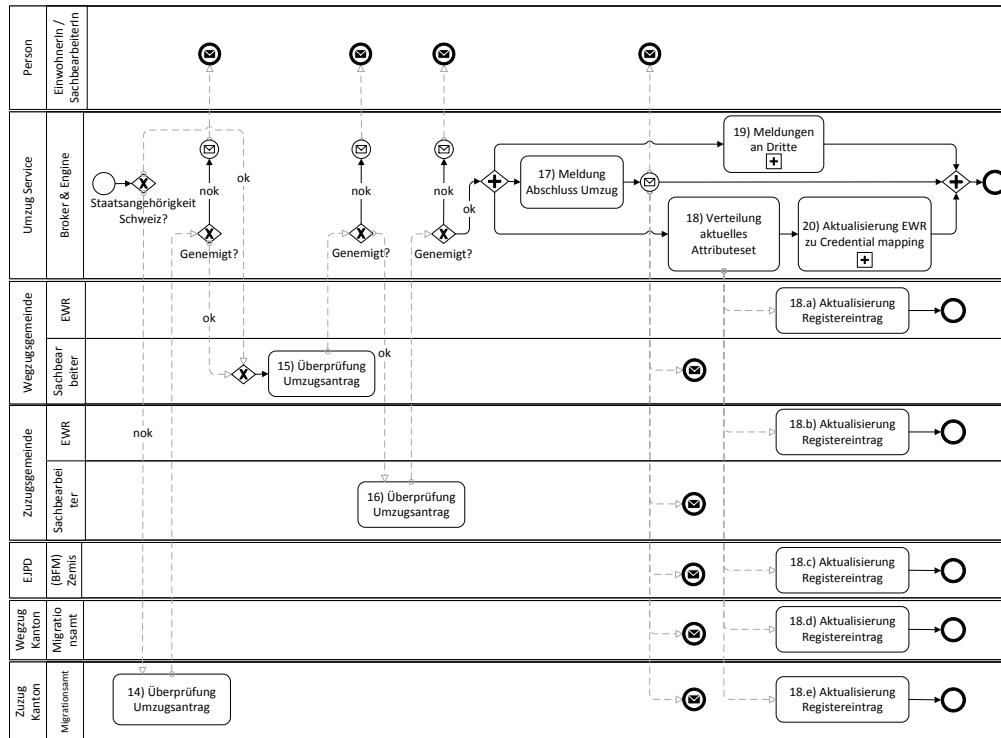 Person
EinwohnerIn /
SachbearbeiterIn
Umzug Service
Broker & Engine
Staatsangehörigkeit
Schweiz?
nok
ok
Genemigt?
nok
Genemigt?
nok
Genemigt?
ok
17) Meldung
Abschluss Umzug
19) Meldungen
an Dritte
18) Verteilung
aktuelles
Attributeset
20) Aktualisierung EWR
zu Credential mapping
Wegzugsgemeinde
EWR
ok
18.a) Aktualisierung
Registereintrag
Sachbear
beiter
15) Überprüfung
Umzugsantrag
ok
Zuzugsgemeinde
EWR
nok
18.b) Aktualisierung
Registereintrag
Sachbearbei
ter
16) Überprüfung
Umzugsantrag
EJPD
(BFM)
Zemis
18.c) Aktualisierung
Registereintrag
Wegzug
Kanton
Migratio
nsamt
18.d) Aktualisierung
Registereintrag
Zuzug
Kanton
Migrationsamt
14) Überprüfung
Umzugsantrag
18.e) Aktualisierung
Registereintrag